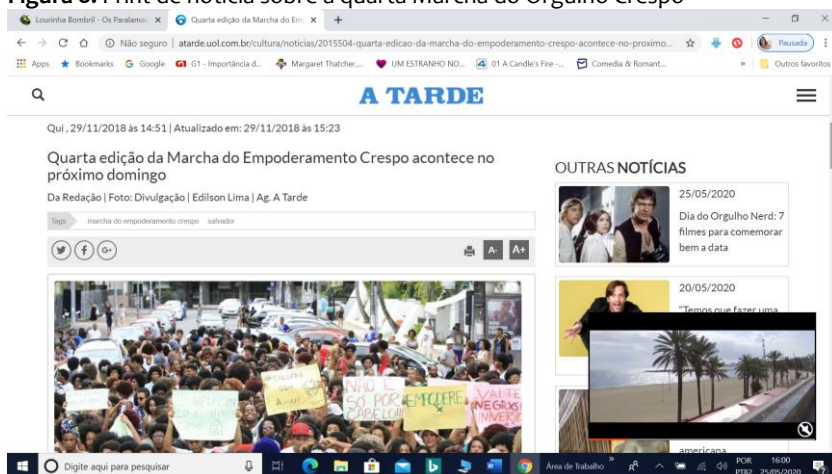 Figura 8: Print de notícia sobre a quarta Marcha do Orgulho Crespo
Lourinha Bombril - Os Paralamas
Quarta edição da Marcha do Em
Não seguro | atarde.uol.com.br/cultura/noticias/2015504-quarta-edicao-da-marcha-do-empoderamento-crespo-acontece-no-proximo...
Pausada
Apps
Bookmarks
Google
G1 - Importância d...
Margaret Thatcher....
UM ESTRANHO NO...
01 A Candle's Fire -...
Comedia & Romant...
Outros favoritos
A TARDE
Qui , 29/11/2018 às 14:51 | Atualizado em: 29/11/2018 às 15:23
Quarta edição da Marcha do Empoderamento Crespo acontece no
próximo domingo
Da Redação | Foto: Divulgação | Edilson Lima | Ag. A Tarde
Tags: marcha do empoderamento crespo salvador
A- A+
NÃO É
SÓ POR
CABELO!
EMPODERE
VAI TE
NEGRXS
UNIVER
OUTRAS NOTÍCIAS
25/05/2020
Dia do Orgulho Nerd: 7
filmes para comemorar
bem a data
20/05/2020
"Temos que fazer uma
americana
Digite aqui para pesquisar
Área de Trabalho
POR
PTB2
16:00
25/05/2020